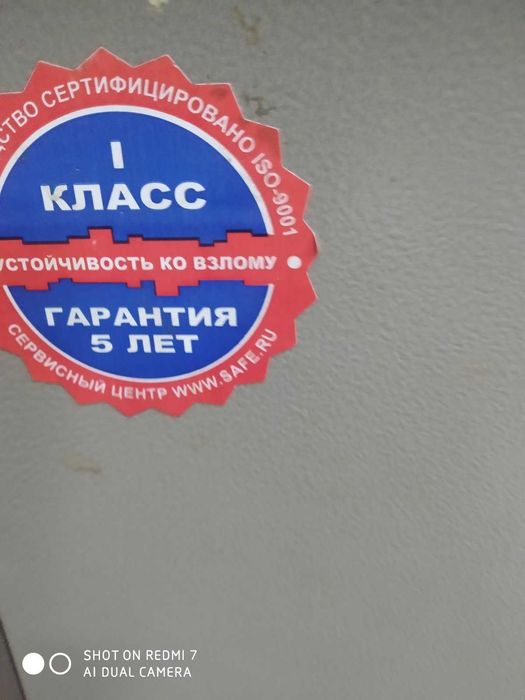 СЕРТИФИЦИРОВАНО ISO-9001
I
КЛАСС
УСТОЙЧИВОСТЬ КО ВЗЛОМУ
ГАРАНТИЯ
5 ЛЕТ
СЕРВИСНЫЙ ЦЕНТР WWW.SAFE.RU
SHOT ON REDMI 7
AI DUAL CAMERA